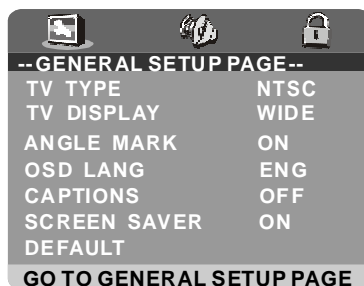 --GENERAL SETUP PAGE--
TV TYPE NTSC
TV DISPLAY WIDE
ANGLE MARK ON
OSD LANG ENG
CAPTIONS OFF
SCREEN SAVER ON
DEFAULT
GO TO GENERAL SETUP PAGE